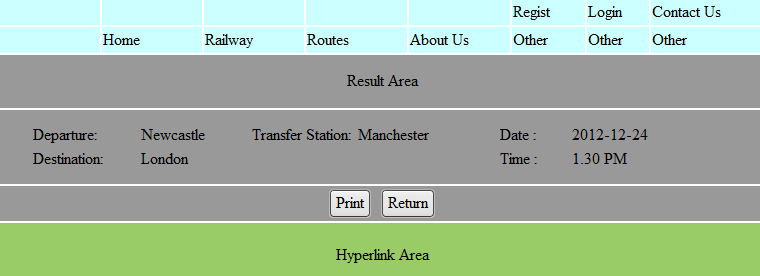 Regist Login Contact Us
Home Railway Routes About Us Other Other Other
Result Area
Departure: Newcastle Transfer Station: Manchester Date : 2012-12-24
Destination: London Time : 1.30 PM
Print Return
Hyperlink Area